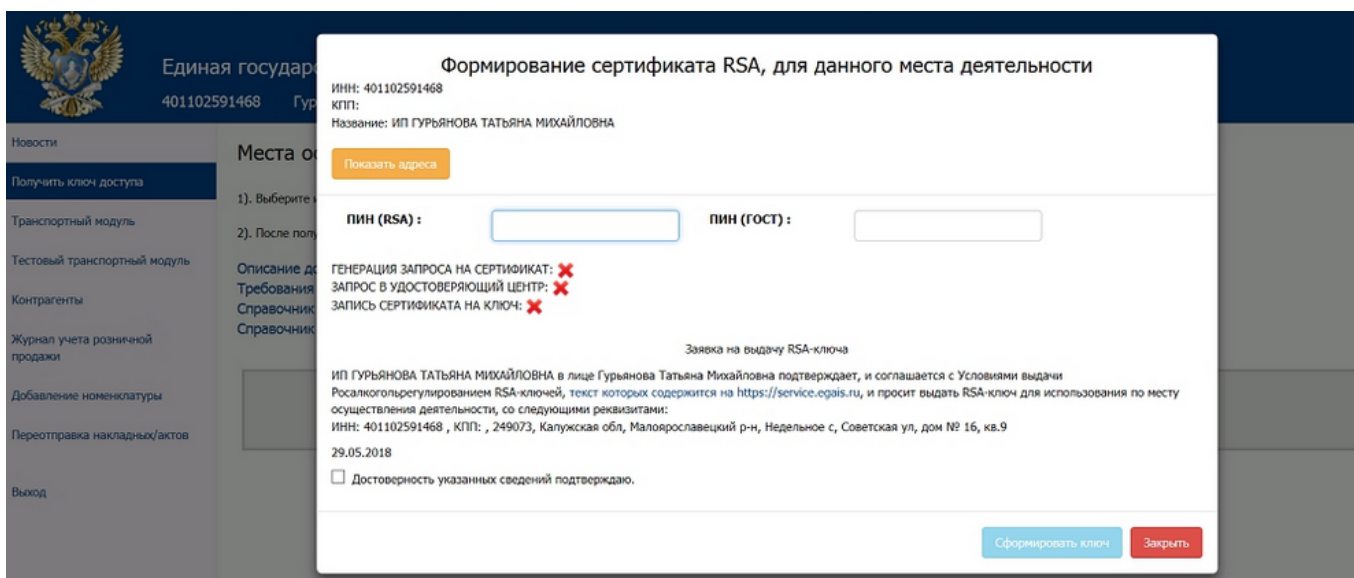 Единая государ
401102591468 Гур
Новости
Получить ключ доступа
Транспортный модуль
Тестовый транспортный модуль
Контрагенты
Журнал учета розничной
продажи
Добавление номенклатуры
Переотправка накладных/актов
Выход
Места о
1). Выберите
2). После пол
Описание д
Требования
Справочник
Справочник
Формирование сертификата RSA, для данного места деятельности
ИНН: 401102591468
КПП:
Название: ИП ГУРЬЯНОВА ТАТЬЯНА МИХАЙЛОВНА
Показать адреса
ПИН (RSA) : ПИН (ГОСТ) :
ГЕНЕРАЦИЯ ЗАПРОСА НА СЕРТИФИКАТ:
ЗАПРОС В УДОСТОВЕРЯЮЩИЙ ЦЕНТР:
ЗАПИСЬ СЕРТИФИКАТА НА КЛЮЧ:
Заявка на выдачу RSA-ключа
ИП ГУРЬЯНОВА ТАТЬЯНА МИХАЙЛОВНА в лице Гурьянова Татьяна Михайловна подтверждает, и соглашается с Условиями выдачи
Росалкогольрегулированием RSA-ключей, текст которых содержится на https://service.egais.ru, и просит выдать RSA-ключ для использования по месту
осуществления деятельности, со следующими реквизитами:
ИНН: 401102591468 , КПП: , 249073, Калужская обл, Малоярославецкий р-н, Недельное с, Советская ул, дом № 16, кв.9
29.05.2018
Достоверность указанных сведений подтверждаю.
Сформировать ключ Закрыть